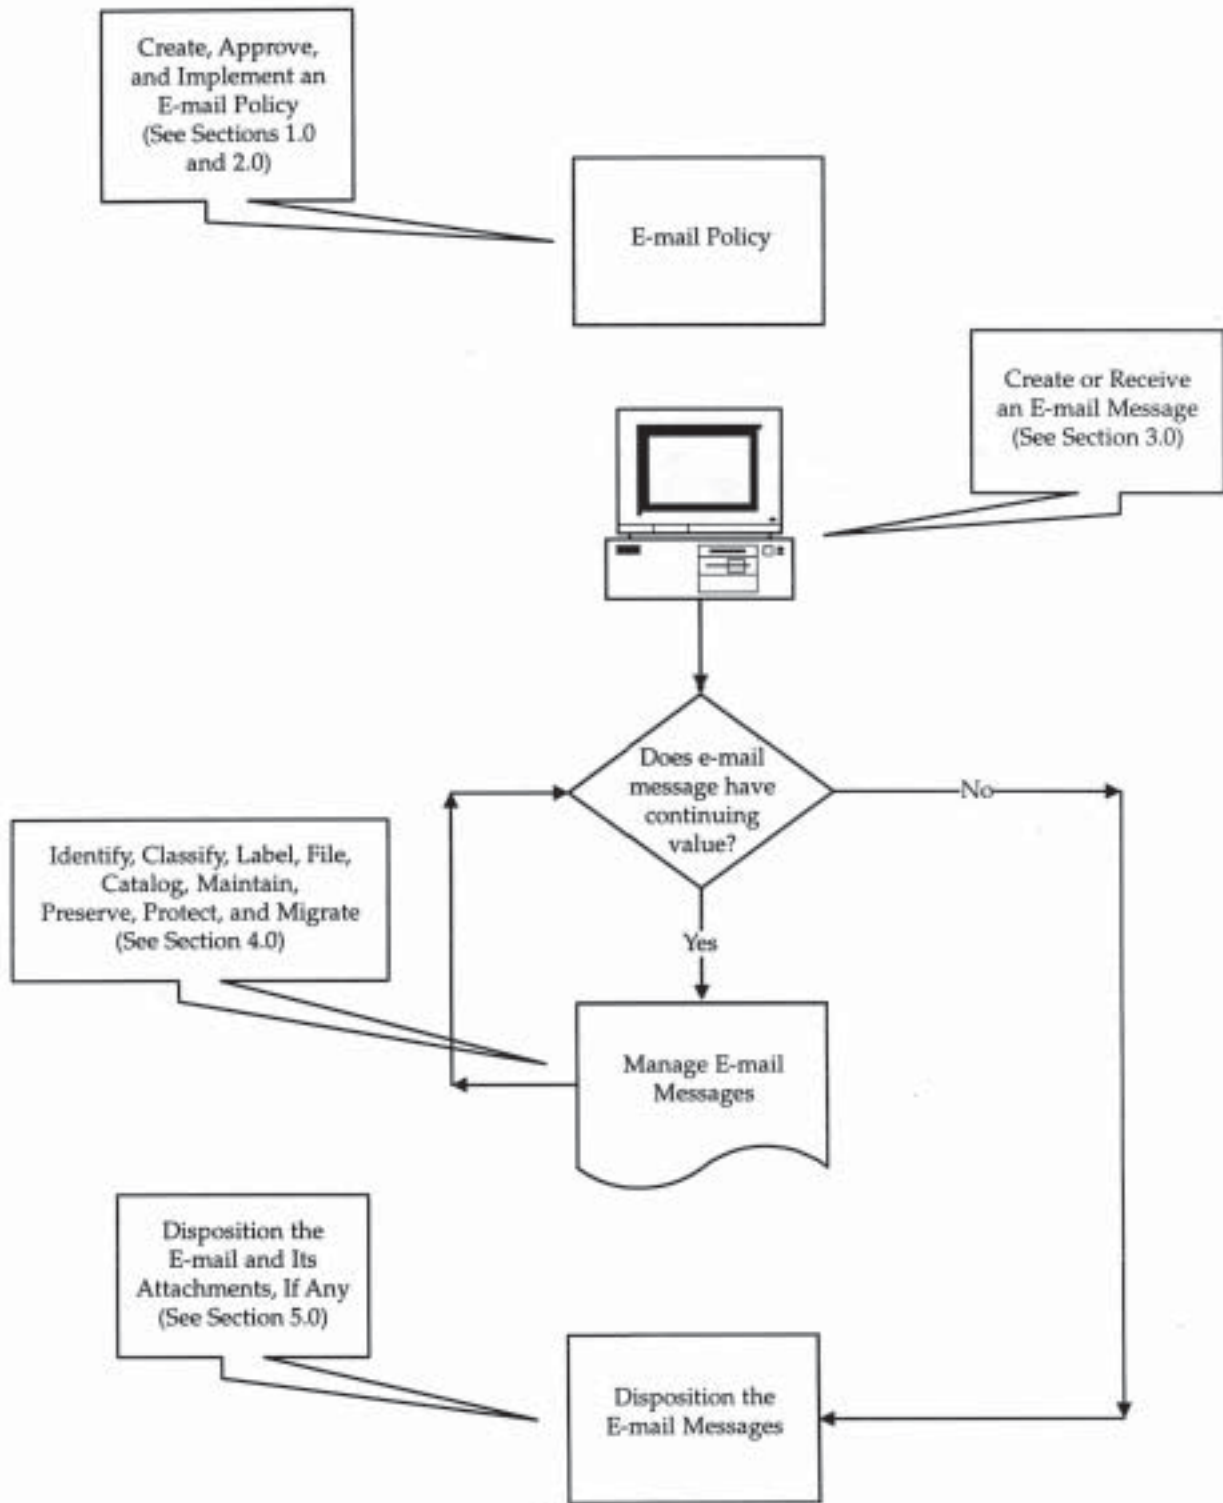 Create, Approve,
and Implement an
E-mail Policy
(See Sections 1.0
and 2.0)
E-mail Policy
Create or Receive
an E-mail Message
(See Section 3.0)
Does e-mail
message have
continuing
value?
No
Yes
Identify, Classify, Label, File,
Catalog, Maintain,
Preserve, Protect, and Migrate
(See Section 4.0)
Manage E-mail
Messages
Disposition the
E-mail and Its
Attachments, If Any
(See Section 5.0)
Disposition the
E-mail Messages